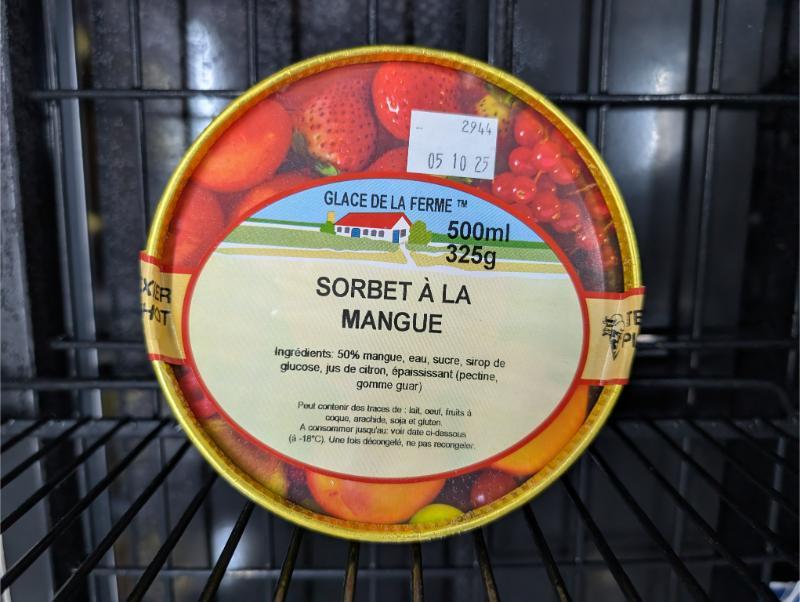 - 2944
05 10 25
GLACE DE LA FERME ™
500ml
325g
SORBET À LA
MANGUE
Ingrédients: 50% mangue, eau, sucre, sirop de
glucose, jus de citron, épaississant (pectine,
gomme guar)
Peut contenir des traces de : lait, oeuf, fruits à
coque, arachide, soja et gluten.
A consommer jusqu'au: voir date ci-dessous
(à -18°C). Une fois décongelé, ne pas recongeler.